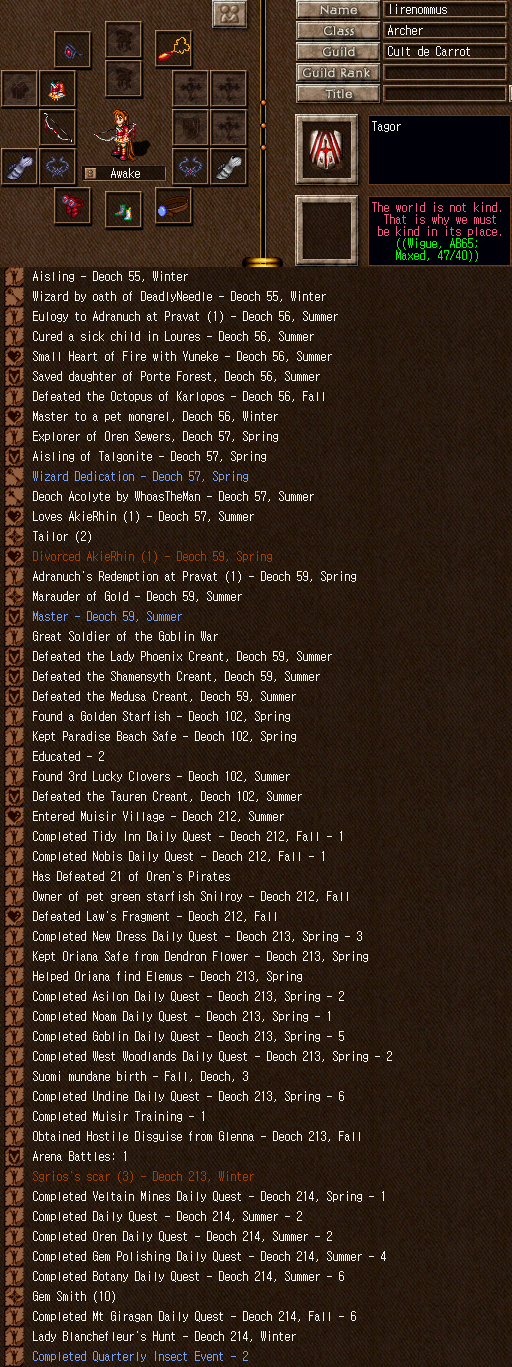 Name
lirenommus
Class
Archer
Guild
Cult de Carrot
Guild Rank
Title
Tagor
Awake
The world is not kind.
That is why we must
be kind in its place.
((Wigue, AB65;
Maxed, 47/40))
Aisling - Deoch 55, Winter
Wizard by oath of DeadlyNeedle - Deoch 55, Winter
Eulogy to Adranuch at Pravat (1) - Deoch 56, Summer
Cured a sick child in Loures - Deoch 56, Summer
Small Heart of Fire with Yuneke - Deoch 56, Summer
Saved daughter of Porte Forest, Deoch 56, Summer
Defeated the Octopus of Karlopos - Deoch 56, Fall
Master to a pet mongrel, Deoch 56, Winter
Explorer of Oren Sewers, Deoch 57, Spring
Aisling of Talgonite - Deoch 57, Spring
Wizard Dedication - Deoch 57, Spring
Deoch Acolyte by WhoasTheMan - Deoch 57, Summer
Loves AkieRhin (1) - Deoch 57, Summer
Tailor (2)
Divorced AkieRhin (1) - Deoch 59, Spring
Adranuch's Redemption at Pravat (1) - Deoch 59, Spring
Marauder of Gold - Deoch 59, Summer
Master - Deoch 59, Summer
Great Soldier of the Goblin War
Defeated the Lady Phoenix Creant, Deoch 59, Summer
Defeated the Shamensyth Creant, Deoch 59, Summer
Defeated the Medusa Creant, Deoch 59, Summer
Found a Golden Starfish - Deoch 102, Spring
Kept Paradise Beach Safe - Deoch 102, Spring
Educated - 2
Found 3rd Lucky Clovers - Deoch 102, Summer
Defeated the Tauren Creant, Deoch 102, Summer
Entered Muisir Village - Deoch 212, Summer
Completed Tidy Inn Daily Quest - Deoch 212, Fall - 1
Completed Nobis Daily Quest - Deoch 212, Fall - 1
Has Defeated 21 of Oren's Pirates
Owner of pet green starfish Snilroy - Deoch 212, Fall
Defeated Law's Fragment - Deoch 212, Fall
Completed New Dress Daily Quest - Deoch 213, Spring - 3
Kept Oriana Safe from Dendron Flower - Deoch 213, Spring
Helped Oriana find Elemus - Deoch 213, Spring
Completed Asilon Daily Quest - Deoch 213, Spring - 2
Completed Noam Daily Quest - Deoch 213, Spring - 1
Completed Goblin Daily Quest - Deoch 213, Spring - 5
Completed West Woodlands Daily Quest - Deoch 213, Spring - 2
Suomi mundane birth - Fall, Deoch, 3
Completed Undine Daily Quest - Deoch 213, Spring - 6
Completed Muisir Training - 1
Obtained Hostile Disguise from Glenna - Deoch 213, Fall
Arena Battles: 1
Sgrios's scar (3) - Deoch 213, Winter
Completed Veltain Mines Daily Quest - Deoch 214, Spring - 1
Completed Daily Quest - Deoch 214, Summer - 2
Completed Oren Daily Quest - Deoch 214, Summer - 2
Completed Gem Polishing Daily Quest - Deoch 214, Summer - 4
Completed Botany Daily Quest - Deoch 214, Summer - 6
Gem Smith (10)
Completed Mt Giragan Daily Quest - Deoch 214, Fall - 6
Lady Blanchefleur's Hunt - Deoch 214, Winter
Completed Quarterly Insect Event - 2